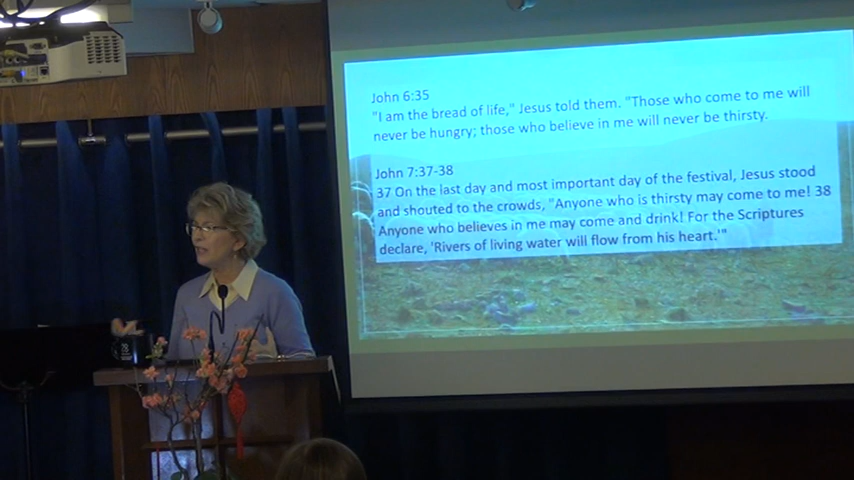 John 6:35
"I am the bread of life," Jesus told them. "Those who come to me will
never be hungry; those who believe in me will never be thirsty.
John 7:37-38
37 On the last day and most important day of the festival, Jesus stood
and shouted to the crowds, "Anyone who is thirsty may come to me! 38
Anyone who believes in me may come and drink! For the Scriptures
declare, 'Rivers of living water will flow from his heart.'"